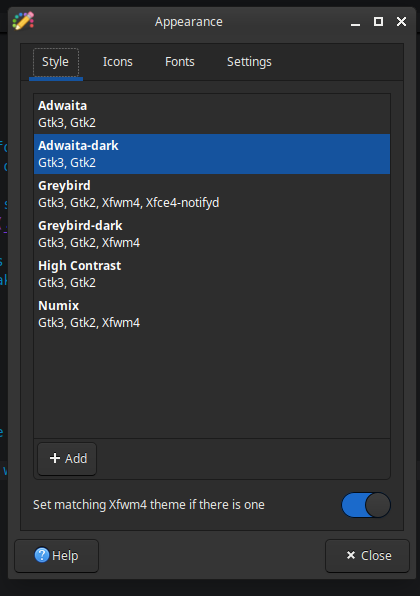 Appearance
Style Icons Fonts Settings
Adwaita
Gtk3, Gtk2
Adwaita-dark
Gtk3, Gtk2
Greybird
Gtk3, Gtk2, Xfwm4, Xfce4-notifyd
Greybird-dark
Gtk3, Gtk2, Xfwm4
High Contrast
Gtk3, Gtk2
Numix
Gtk3, Gtk2, Xfwm4
+ Add
Set matching Xfwm4 theme if there is one
? Help
× Close